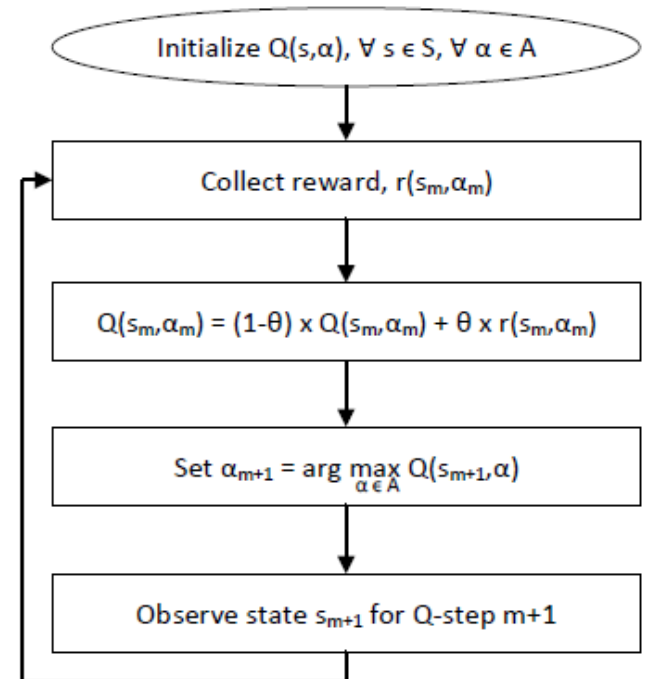 Initialize Q(s,α), ∀ s ϵ S, ∀ α ϵ A
Collect reward, r(sₘ,αₘ)
Q(sₘ,αₘ) = (1-θ) x Q(sₘ,αₘ) + θ x r(sₘ,αₘ)
Set αₘ₊₁ = arg max Q(sₘ₊₁,α)
α ϵ A
Observe state sₘ₊₁ for Q-step m+1